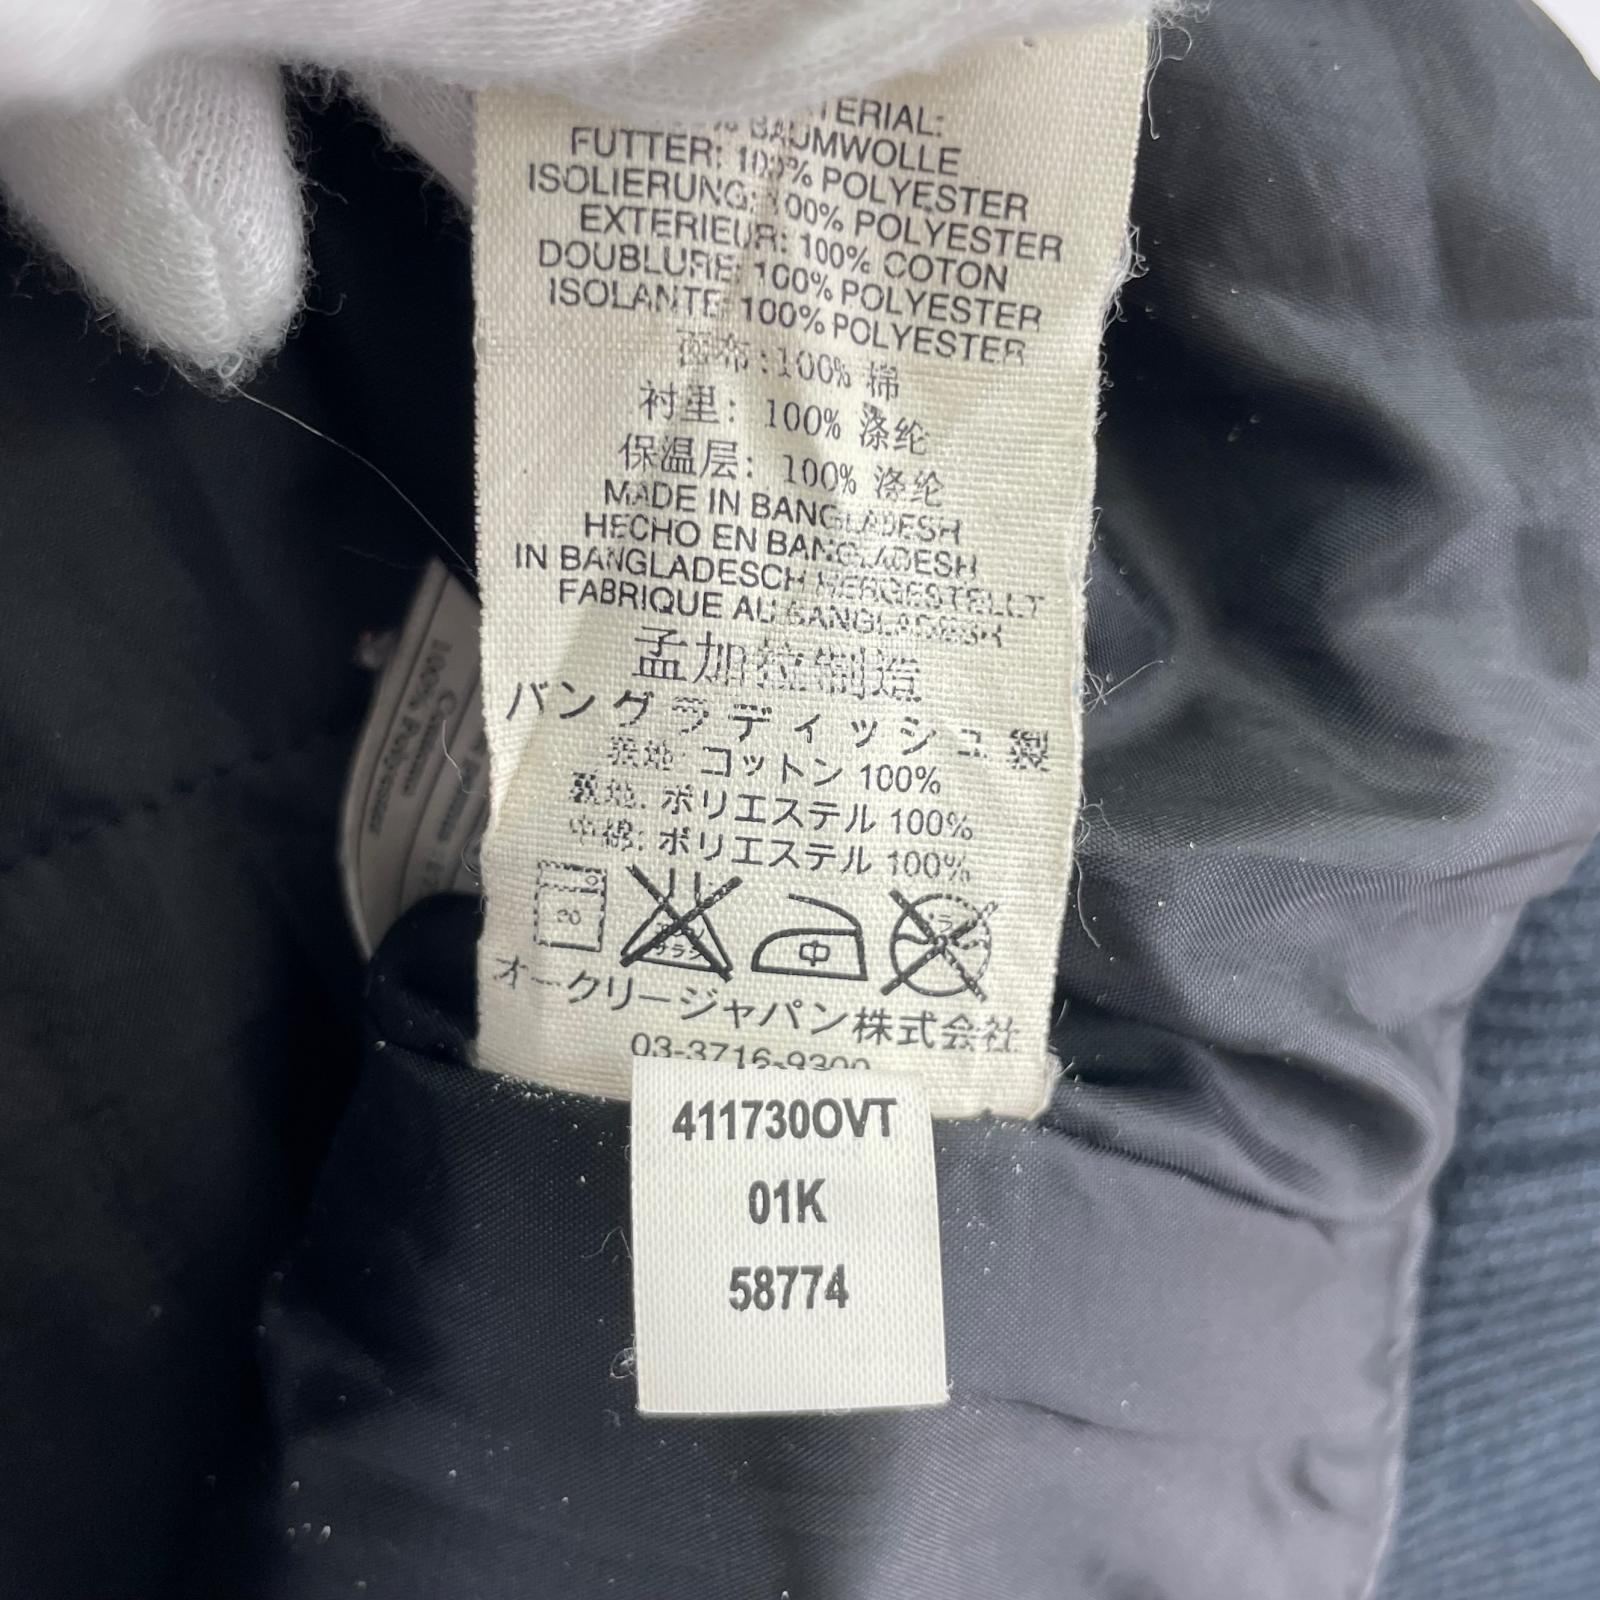 BAUMWOLLE
FUTTER: 100% POLYESTER
ISOLIERUNG: 100% POLYESTER
EXTERIEUR: 100% COTON
DOUBLURE: 100% POLYESTER
ISOLANTE: 100% POLYESTER
面布:100% 棉
衬里: 100% 涤纶
保温层: 100% 涤纶
MADE IN BANGLADESH
HECHO EN BANGLADESH
IN BANGLADESCH HERGESTELLT
FABRIQUE AU BANGLADESH
孟加拉制造
バングラディッシュ製
表地: コットン 100%
裏地: ポリエステル 100%
中綿: ポリエステル 100%
中
オークリージャパン株式会社
03-3716-9300
411730OVT
01K
58774
100% Polyester